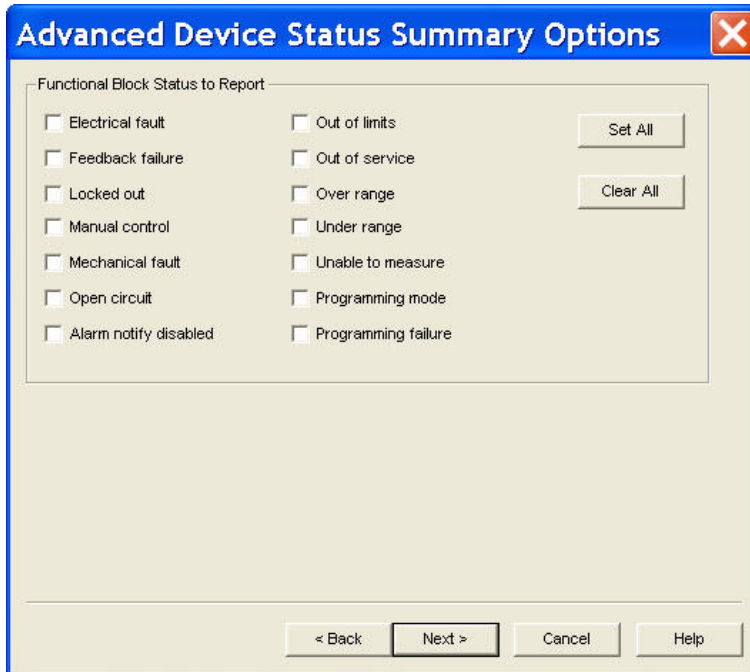 Advanced Device Status Summary Options
Functional Block Status to Report
Electrical fault
Feedback failure
Locked out
Manual control
Mechanical fault
Open circuit
Alarm notify disabled
Out of limits
Out of service
Over range
Under range
Unable to measure
Programming mode
Programming failure
Set All
Clear All
< Back
Next >
Cancel
Help